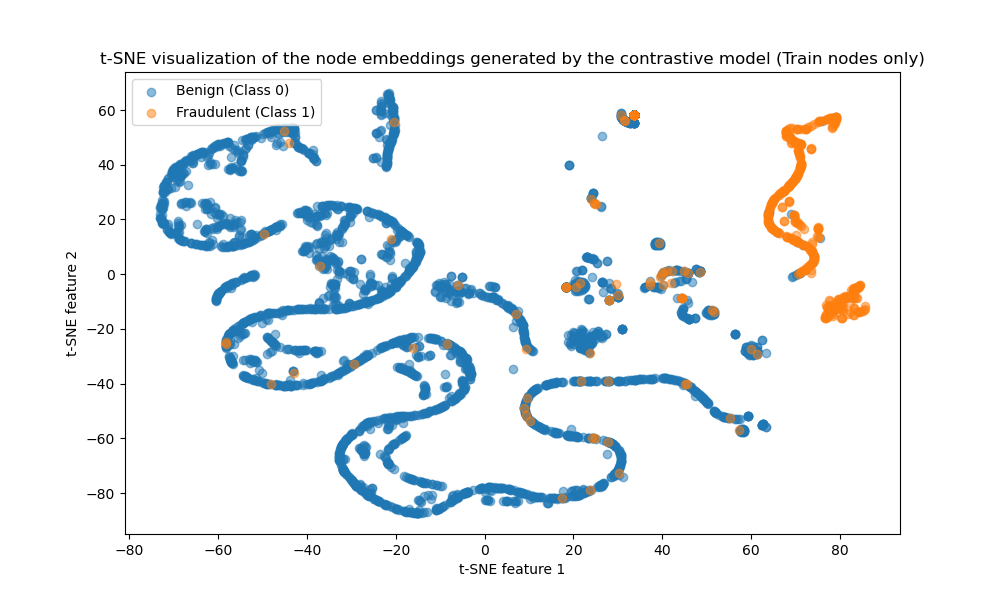 t-SNE visualization of the node embeddings generated by the contrastive model (Train nodes only)
Benign (Class 0)
Fraudulent (Class 1)
60
40
20
0
−20
−40
−60
−80
t-SNE feature 2
−80 −60 −40 −20 0 20 40 60 80
t-SNE feature 1